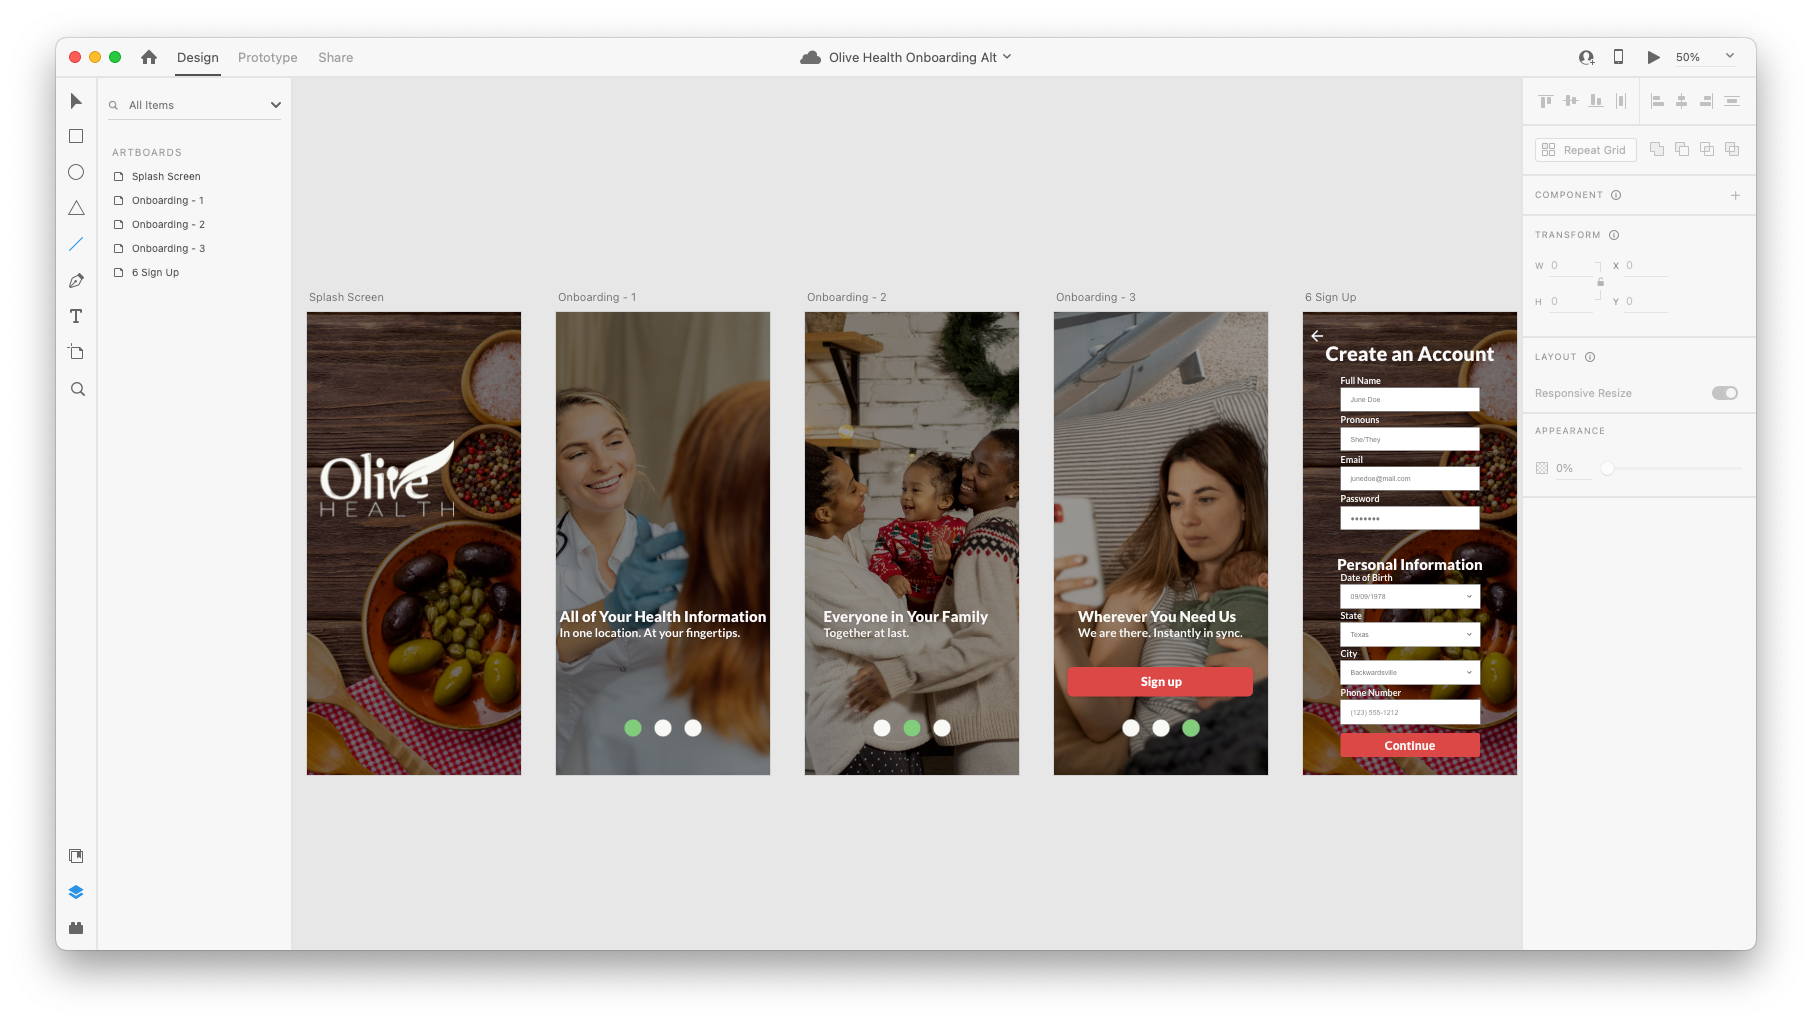 Design Prototype Share
Olive Health Onboarding Alt
50%
All Items
ARTBOARDS
Splash Screen
Onboarding - 1
Onboarding - 2
Onboarding - 3
6 Sign Up
Splash Screen
Olive
HEALTH
Onboarding - 1
All of Your Health Information
In one location. At your fingertips.
Onboarding - 2
Everyone in Your Family
Together at last.
Onboarding - 3
Wherever You Need Us
We are there. Instantly in sync.
Sign up
6 Sign Up
Create an Account
Full Name
June Doe
Pronouns
She/They
Email
junedoe@mail.com
Password
•••••••
Personal Information
Date of Birth
09/09/1978
State
Texas
City
Backwardsville
Phone Number
(123) 555-1212
Continue
Repeat Grid
COMPONENT
TRANSFORM
W 0 X 0
H 0 Y 0
LAYOUT
Responsive Resize
APPEARANCE
0%